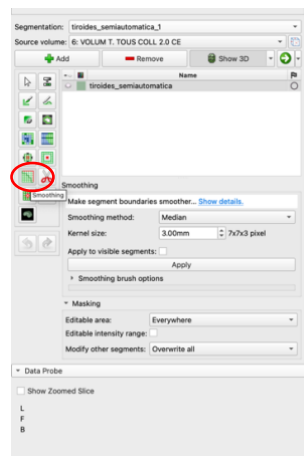 Segmentation: tiroides_semiautomatica_1
Source volume: 6: VOLUM T. TOUS COLL 2.0 CE
Add Remove Show 3D
Name
tiroides_semiautomatica
Smoothing
Make segment boundaries smoother... Show details.
Smoothing
Smoothing method: Median
Kernel size: 3.00mm 7x7x3 pixel
Apply to visible segments:
Apply
Smoothing brush options
Masking
Editable area: Everywhere
Editable intensity range:
Modify other segments: Overwrite all
Data Probe
Show Zoomed Slice
L
F
B